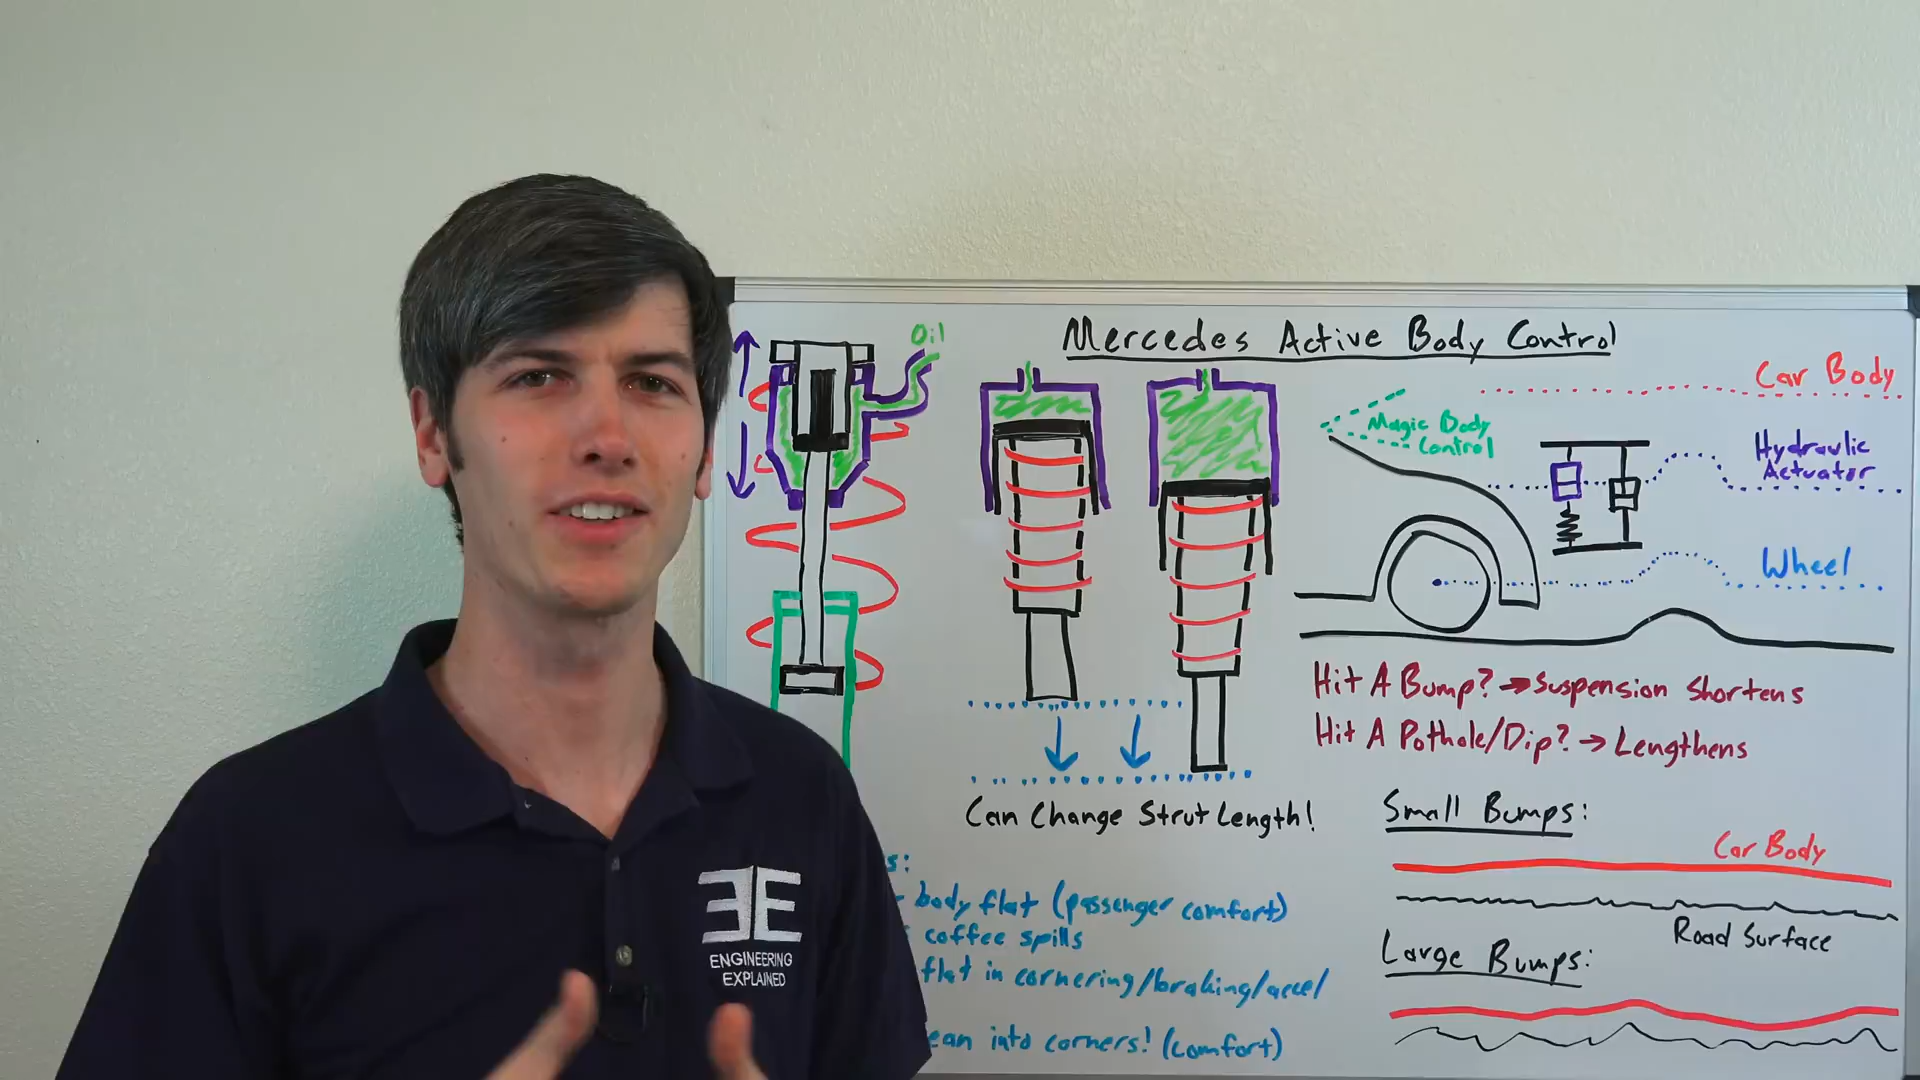 Mercedes Active Body Control
Oil
Magic Body
Control
Car Body
Hydraulic
Actuator
Wheel
Hit A Bump? → Suspension Shortens
Hit A Pothole/Dip? → Lengthens
Can Change Strut Length!
s:
body flat (passenger comfort)
coffee spills
flat in cornering/braking/accel
ean into corners! (comfort)
Small Bumps:
Car Body
Road Surface
Large Bumps:
ENGINEERING
EXPLAINED